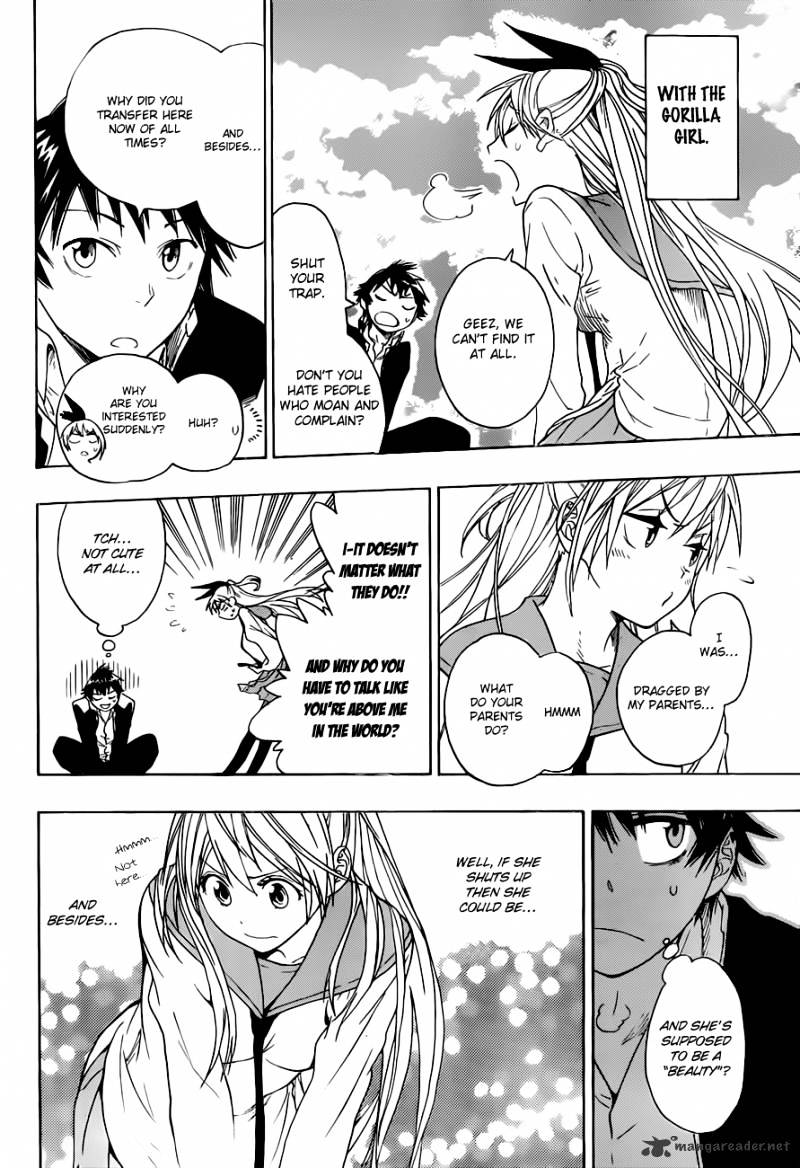 WITH THE
GORILLA
GIRL.
GEEZ, WE
CAN'T FIND IT
AT ALL.
SHUT
YOUR
TRAP.
DON'T YOU
HATE PEOPLE
WHO MOAN AND
COMPLAIN?
AND
BESIDES...
WHY DID YOU
TRANSFER HERE
NOW OF ALL
TIMES?
HUH?
WHY
ARE YOU
INTERESTED
SUDDENLY?
I
WAS...
DRAGGED BY
MY PARENTS...
HMMM
WHAT
DO YOUR
PARENTS
DO?
I-IT DOESN'T
MATTER WHAT
THEY DO!!
AND WHY DO YOU
HAVE TO TALK LIKE
YOU'RE ABOVE ME
IN THE WORLD?
TCH...
NOT CUTE
AT ALL...
AND SHE'S
SUPPOSED
TO BE A
"BEAUTY"?
WELL, IF SHE
SHUTS UP
THEN SHE
COULD BE...
Hmmm...
Not
here...
AND
BESIDES...
mangareader.net